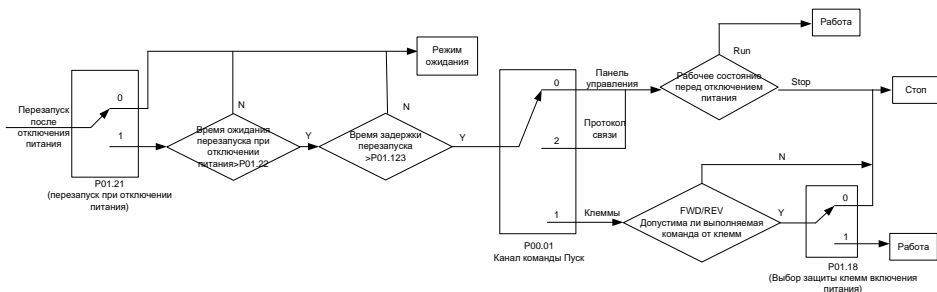 Перезапуск
после
отключения
питания
0
1
P01.21
(перезапуск при отключении
питания)
N
Время ожидания
перезапуска при
отключении
питания>P01.22
Y
N
Время задержки
перезапуска
>P01.123
Y
Режим
ожидания
0
2
1
P00.01
Канал команды Пуск
Панель
управления
Протокол
связи
Клеммы
Run
Рабочее состояние
перед отключением
питания
Stop
Работа
Стоп
N
FWD/REV
Допустима ли выполняемая
команда от клемм
Y
0
1
P01.18
(Выбор защиты клемм включения
питания)
Работа